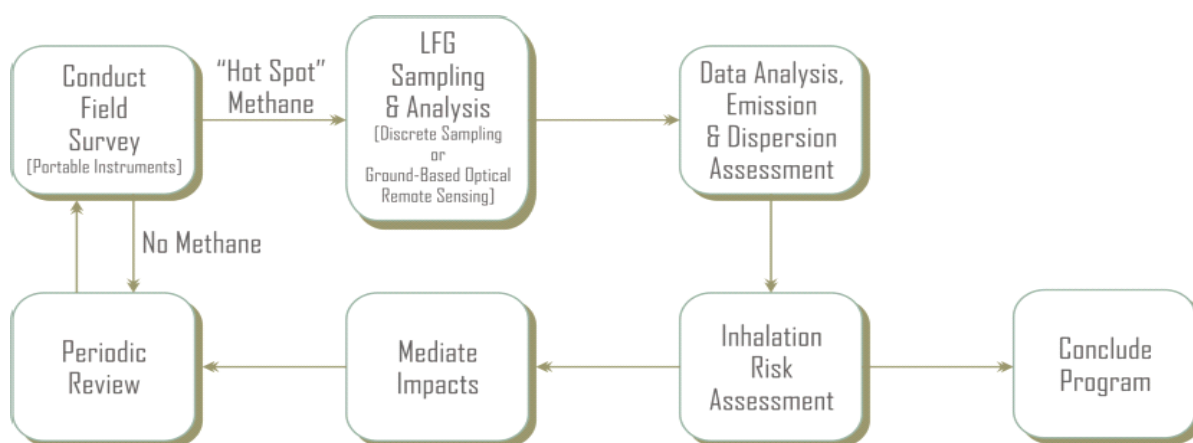 Conduct
Field
Survey
[Portable Instruments]
“Hot Spot”
Methane
LFG
Sampling
& Analysis
[Discrete Sampling
or
Ground-Based Optical
Remote Sensing]
Data Analysis,
Emission
& Dispersion
Assessment
No Methane
Periodic
Review
Mediate
Impacts
Inhalation
Risk
Assessment
Conclude
Program